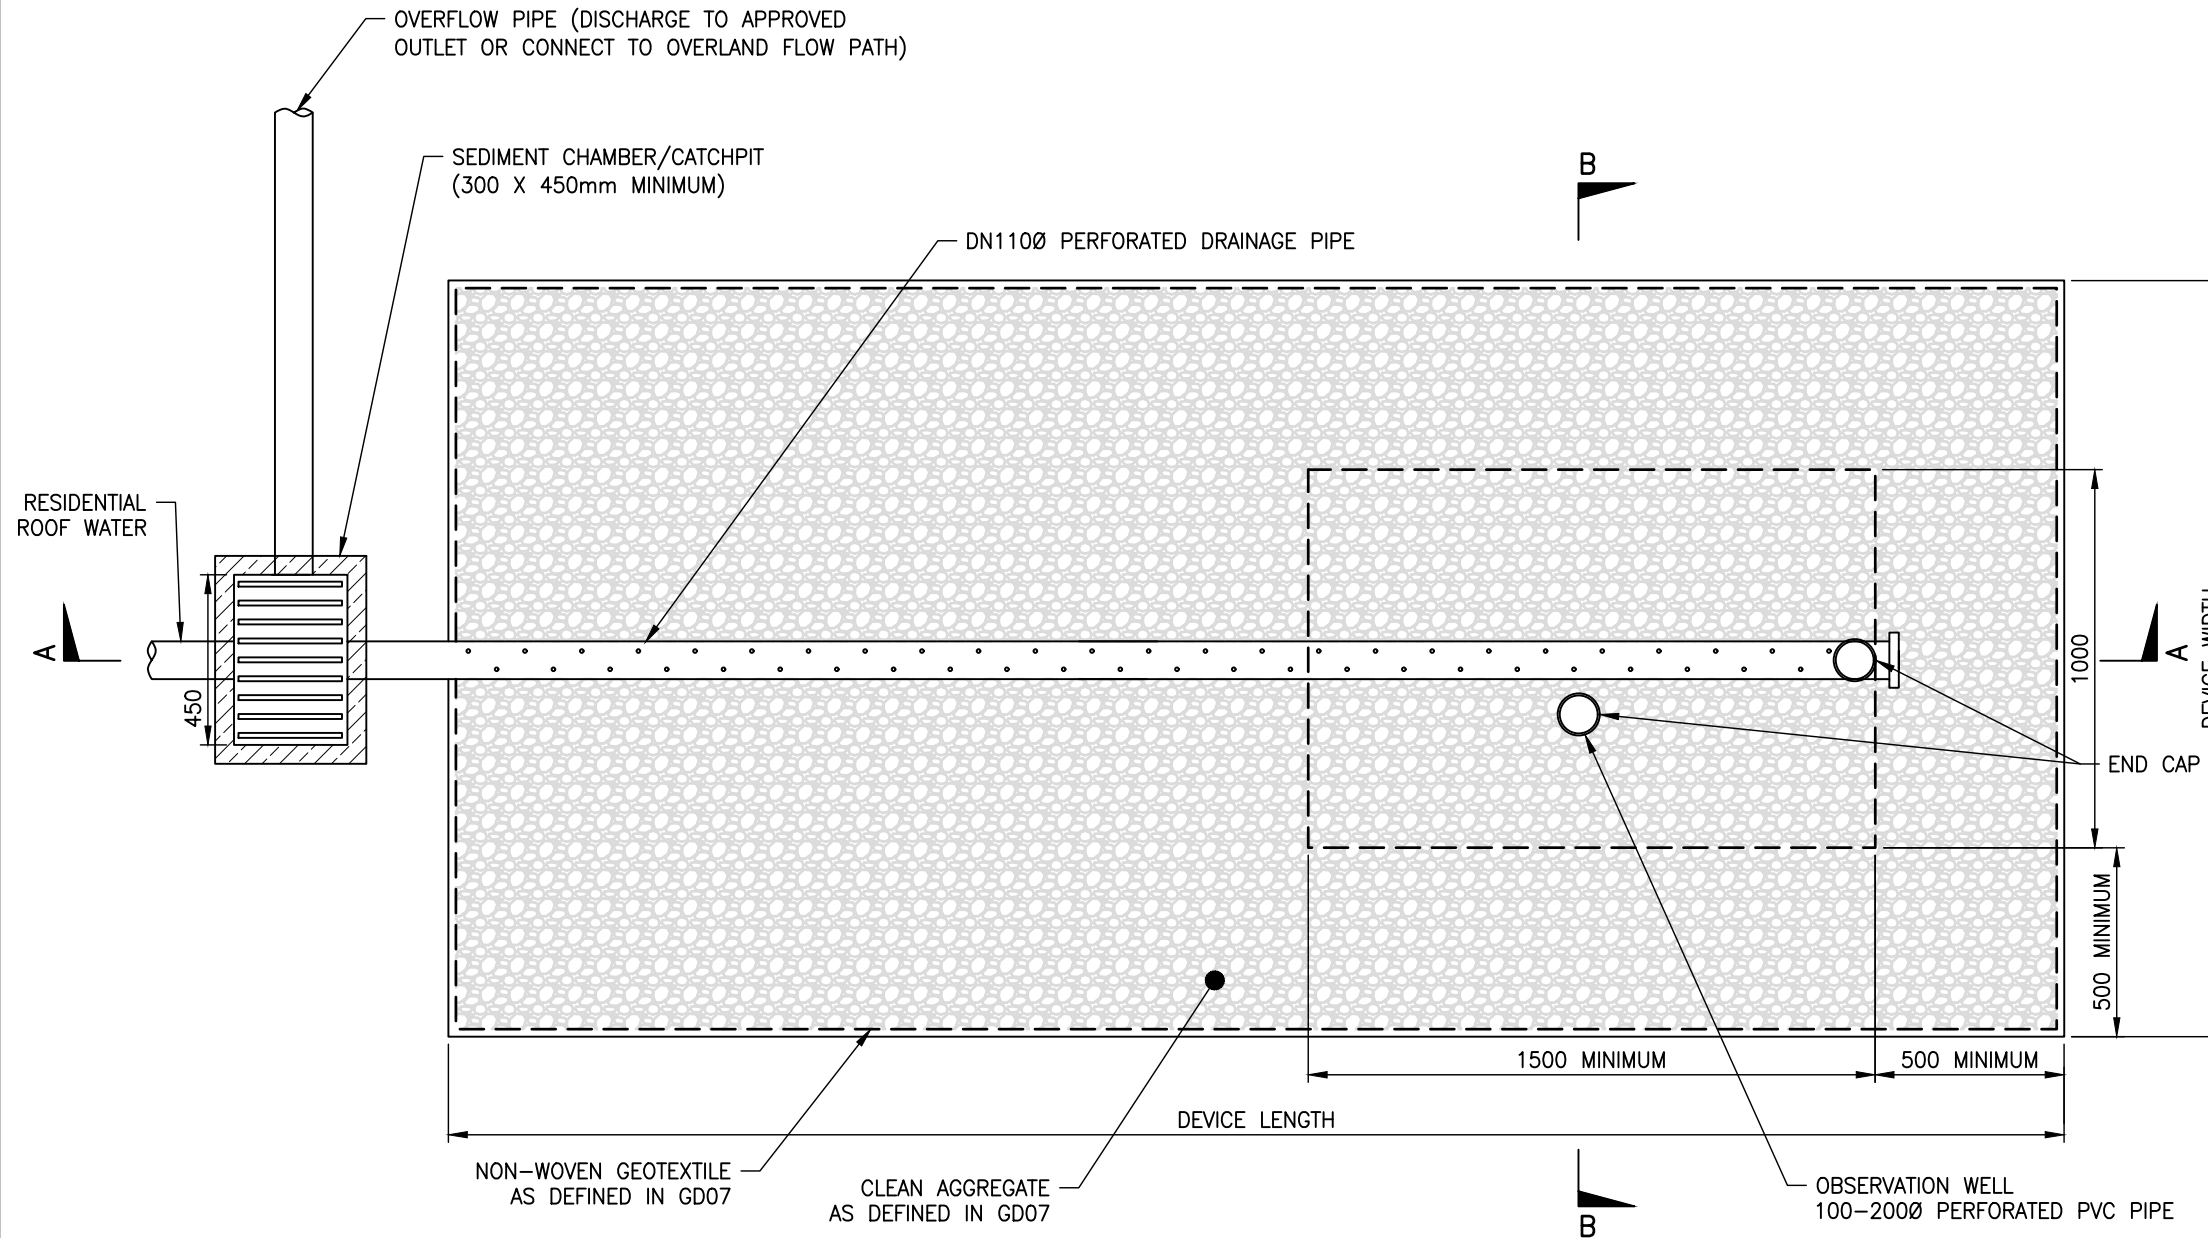 OVERFLOW PIPE (DISCHARGE TO APPROVED
OUTLET OR CONNECT TO OVERLAND FLOW PATH)
SEDIMENT CHAMBER/CATCHPIT
(300 X 450mm MINIMUM)
B
DN110Ø PERFORATED DRAINAGE PIPE
RESIDENTIAL
ROOF WATER
A
450
1000
A
DEVICE WIDTH
END CAP
500 MINIMUM
1500 MINIMUM
500 MINIMUM
DEVICE LENGTH
NON-WOVEN GEOTEXTILE
AS DEFINED IN GD07
CLEAN AGGREGATE
AS DEFINED IN GD07
B
OBSERVATION WELL
100-200Ø PERFORATED PVC PIPE